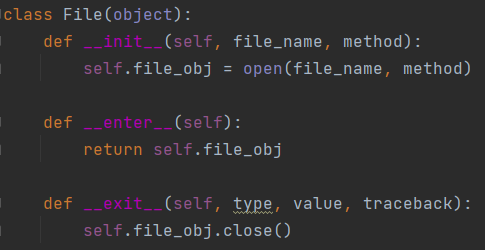 class File(object):
    def __init__(self, file_name, method):
        self.file_obj = open(file_name, method)

    def __enter__(self):
        return self.file_obj

    def __exit__(self, type, value, traceback):
        self.file_obj.close()